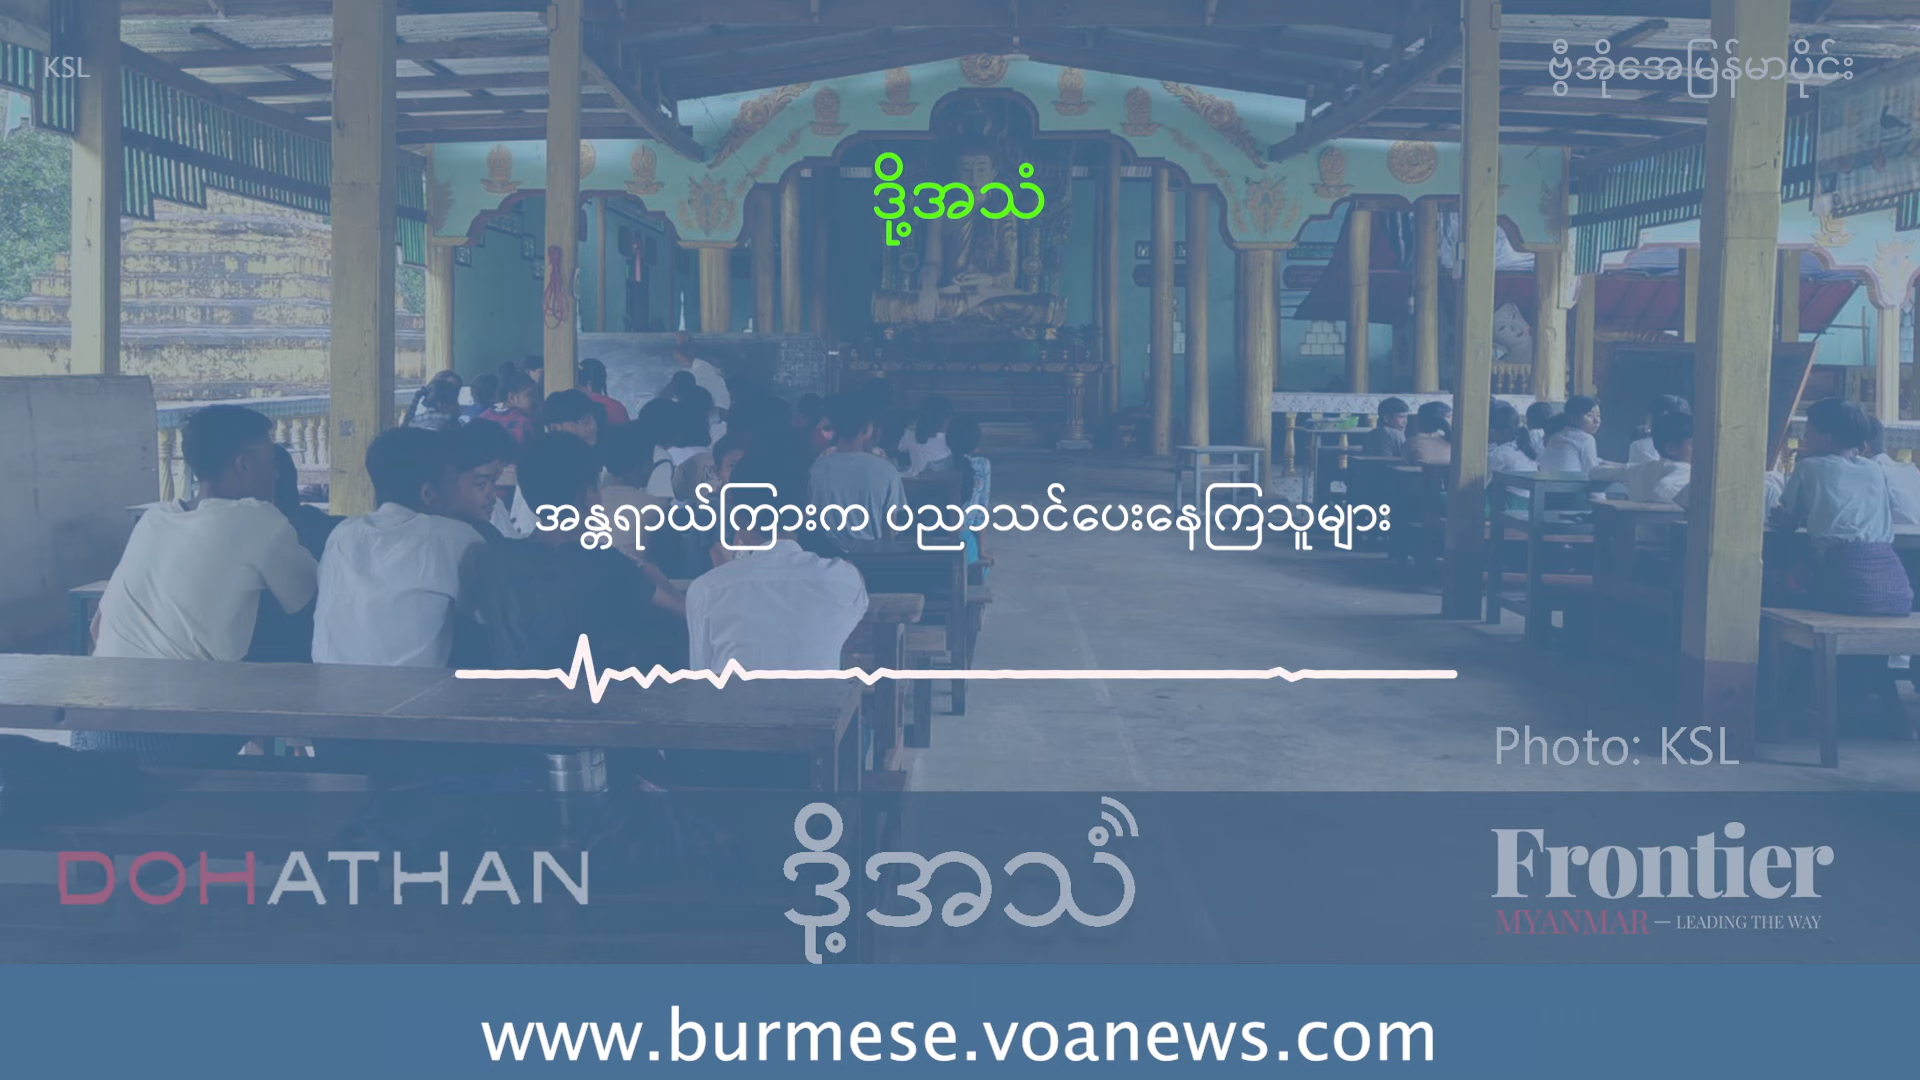 KSL
ဗွီအိုအေမြန်မာပိုင်း
ဒို့အသံ
အန္တရာယ်ကြားက ပညာသင်ပေးနေကြသူများ
Photo: KSL
DOHATHAN
ဒို့အသံ
Frontier
MYANMAR — LEADING THE WAY
www.burmese.voanews.com